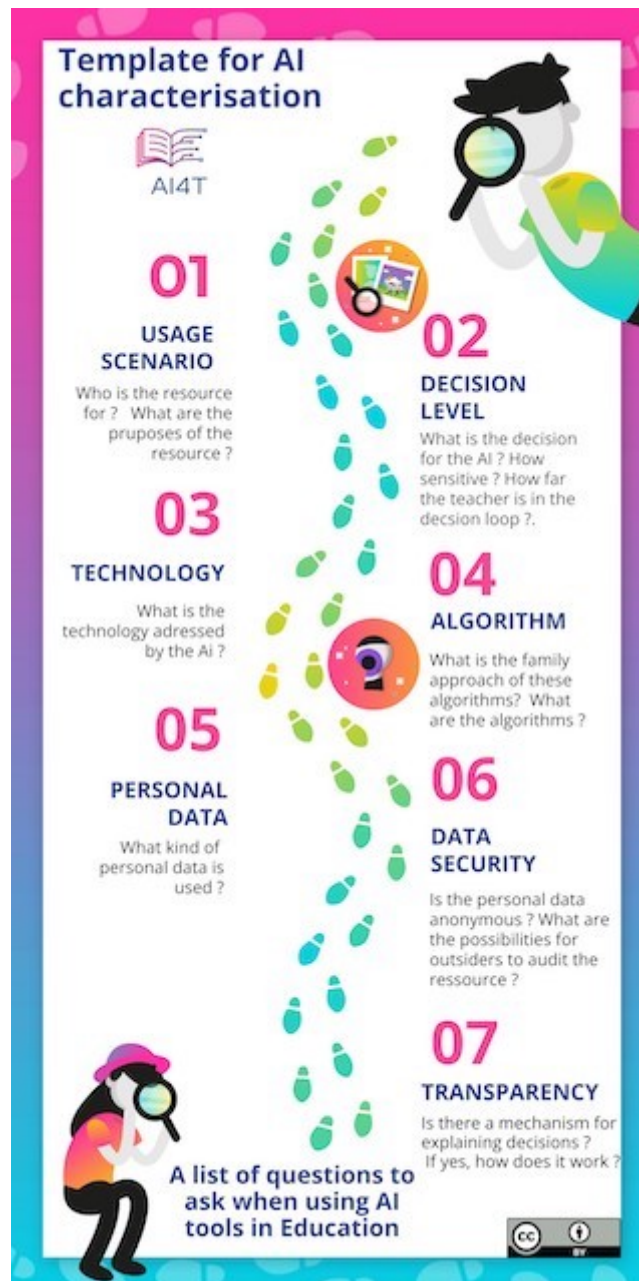 Template for AI
characterisation
AI4T
01
USAGE
SCENARIO
Who is the resource
for ? What are the
pruposes of the
resource ?
02
DECISION
LEVEL
What is the decision
for the AI ? How
sensitive ? How far
the teacher is in the
decsion loop ?.
03
TECHNOLOGY
What is the
technology adressed
by the Ai ?
04
ALGORITHM
What is the family
approach of these
algorithms? What
are the algorithms ?
05
PERSONAL
DATA
What kind of
personal data is
used ?
06
DATA
SECURITY
Is the personal data
anonymous ? What are
the possibilities for
outsiders to audit the
ressource ?
07
TRANSPARENCY
Is there a mechanism for
explaining decisions ?
If yes, how does it work ?
A list of questions to
ask when using AI
tools in Education
cc
BY